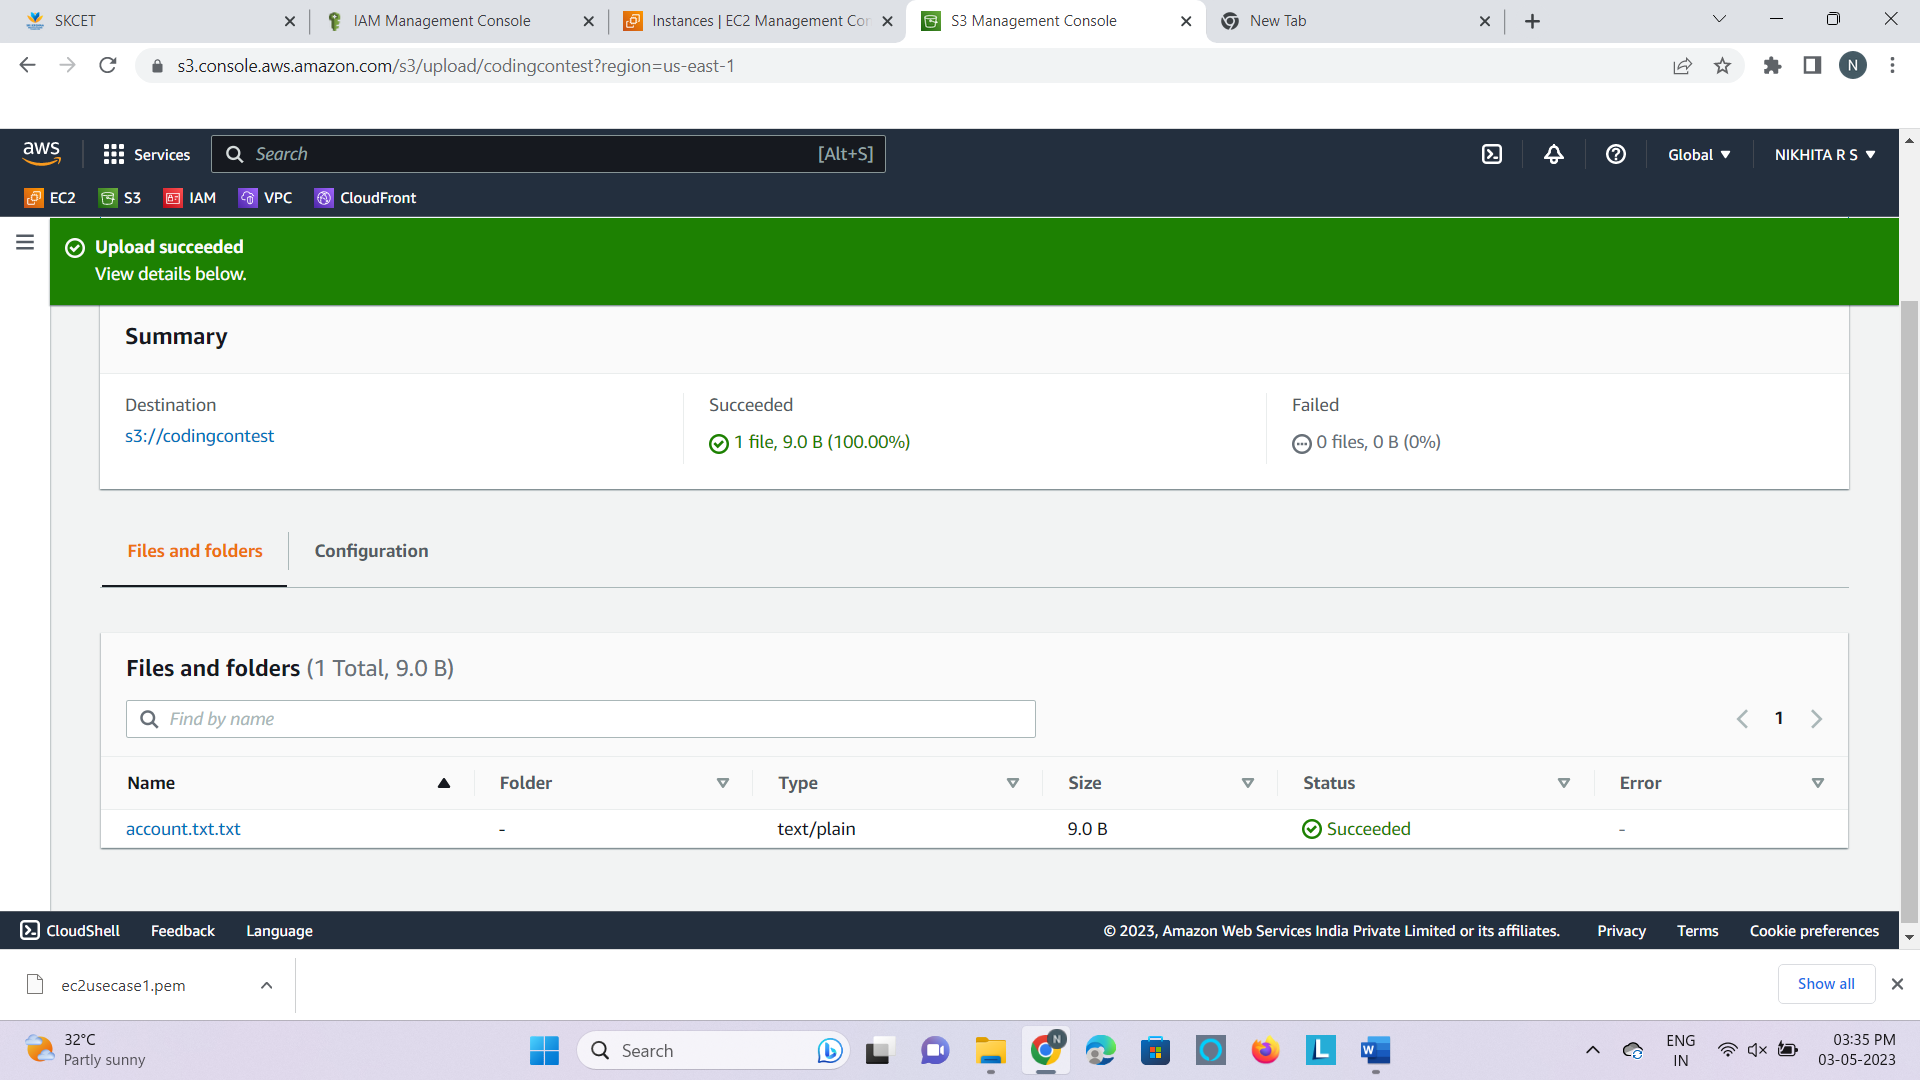 SKCET
IAM Management Console
Instances | EC2 Management Con
S3 Management Console
New Tab
s3.console.aws.amazon.com/s3/upload/codingcontest?region=us-east-1
N
aws
Services
Search
[Alt+S]
Global
NIKHITA R S
EC2
S3
IAM
VPC
CloudFront
Upload succeeded
View details below.
Summary
Destination
s3://codingcontest
Succeeded
1 file, 9.0 B (100.00%)
Failed
0 files, 0 B (0%)
Files and folders
Configuration
Files and folders (1 Total, 9.0 B)
Find by name
1
Name
Folder
Type
Size
Status
Error
account.txt.txt
-
text/plain
9.0 B
Succeeded
-
CloudShell
Feedback
Language
© 2023, Amazon Web Services India Private Limited or its affiliates.
Privacy
Terms
Cookie preferences
ec2usecase1.pem
Show all
32°C
Partly sunny
Search
N
L
W
ENG
IN
03:35 PM
03-05-2023